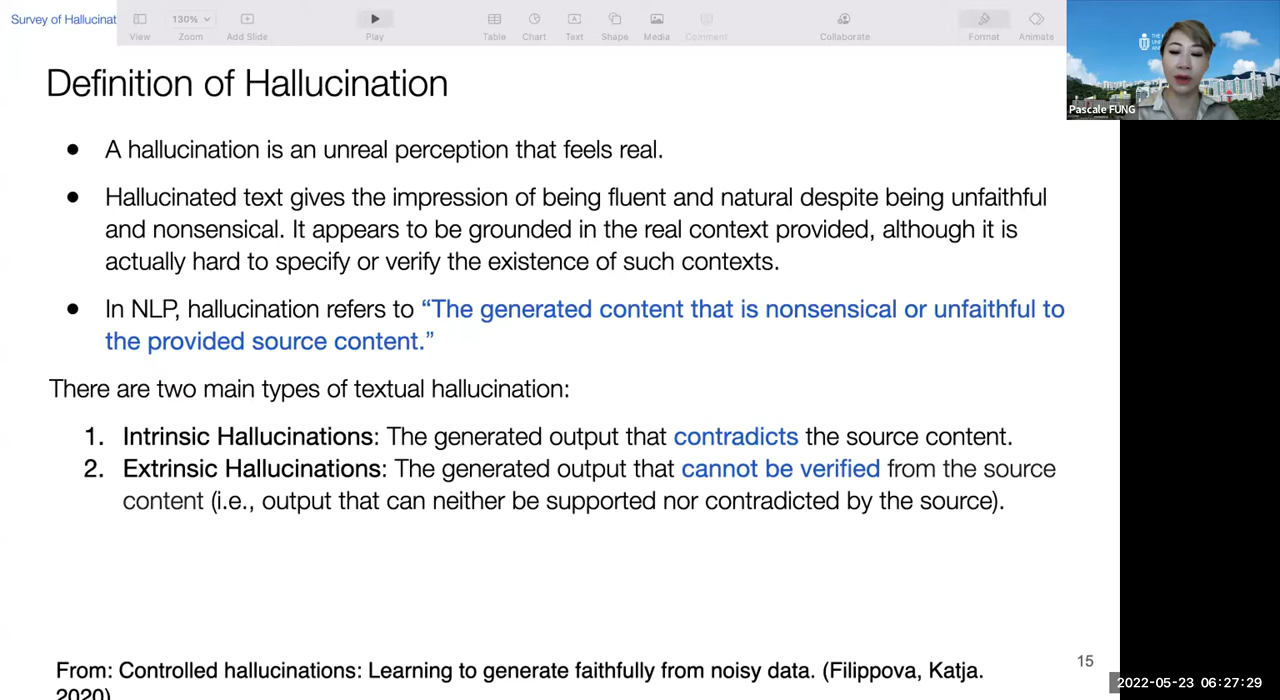 Survey of Hallucinat
View
130%
Zoom
Add Slide
Play
Table
Chart
Text
Shape
Media
Comment
Collaborate
Format
Animate
Pascale FUNG
Definition of Hallucination
● A hallucination is an unreal perception that feels real.
● Hallucinated text gives the impression of being fluent and natural despite being unfaithful
and nonsensical. It appears to be grounded in the real context provided, although it is
actually hard to specify or verify the existence of such contexts.
● In NLP, hallucination refers to “The generated content that is nonsensical or unfaithful to
the provided source content.”
There are two main types of textual hallucination:
1. Intrinsic Hallucinations: The generated output that contradicts the source content.
2. Extrinsic Hallucinations: The generated output that cannot be verified from the source
content (i.e., output that can neither be supported nor contradicted by the source).
15
From: Controlled hallucinations: Learning to generate faithfully from noisy data. (Filippova, Katja.
2020)
2022-05-23 06:27:29